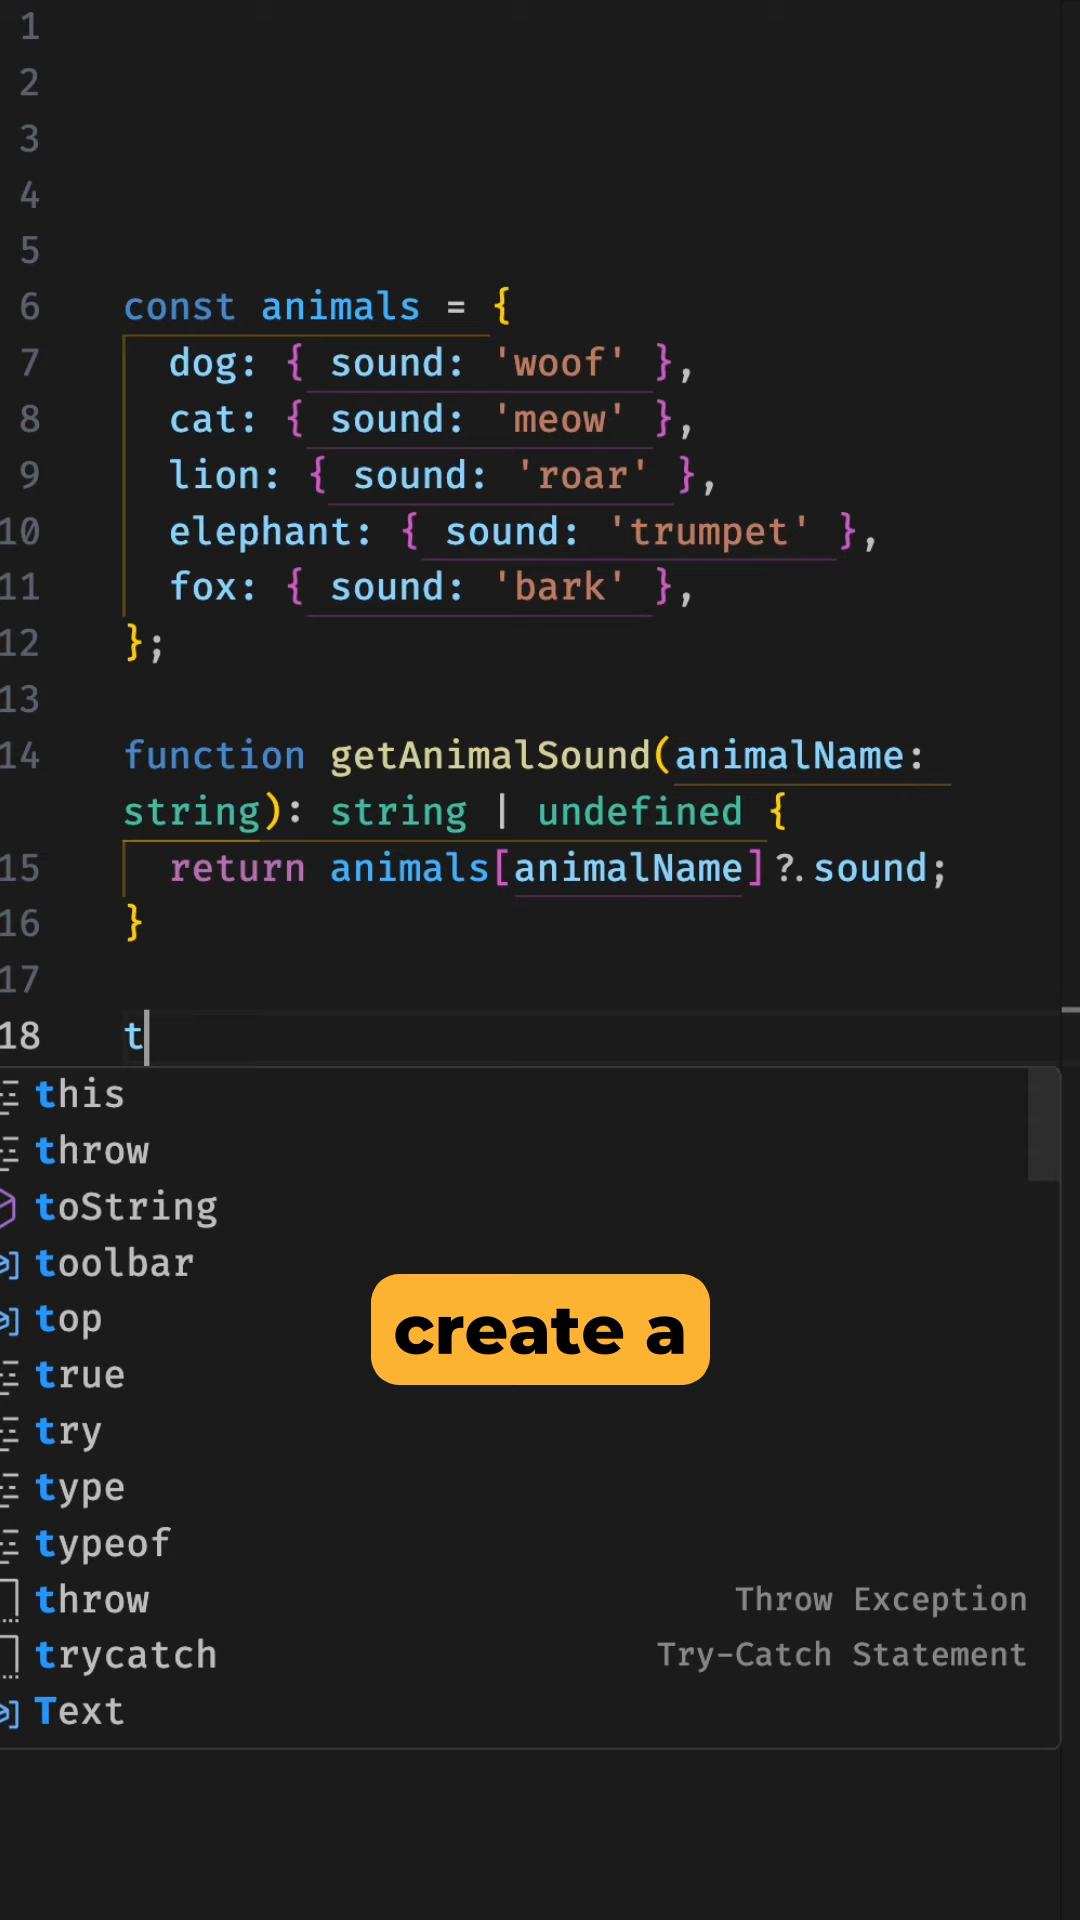 1
2
3
4
5
6 const animals = {
7 dog: { sound: 'woof' },
8 cat: { sound: 'meow' },
9 lion: { sound: 'roar' },
10 elephant: { sound: 'trumpet' },
11 fox: { sound: 'bark' },
12 };
13
14 function getAnimalSound(animalName:
string): string | undefined {
15 return animals[animalName]?.sound;
16 }
17
18 t
this
throw
toString
toolbar
top
create a
true
try
type
typeof
throw Throw Exception
trycatch Try-Catch Statement
Text